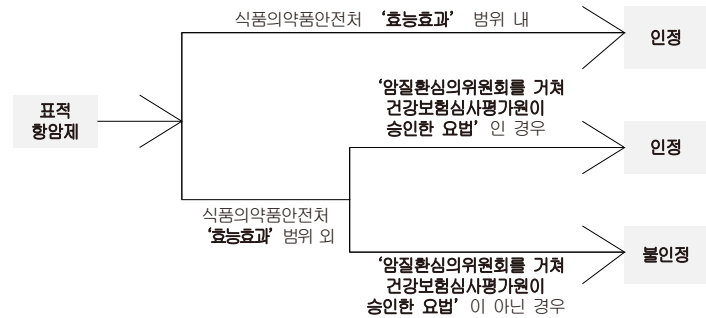 식품의약품안전처 ‘효능효과’ 범위 내
인정
표적
항암제
‘암질환심의위원회를 거쳐
건강보험심사평가원이
승인한 요법’ 인 경우
인정
식품의약품안전처
‘효능효과’ 범위 외
‘암질환심의위원회를 거쳐
건강보험심사평가원이
승인한 요법’ 이 아닌 경우
불인정